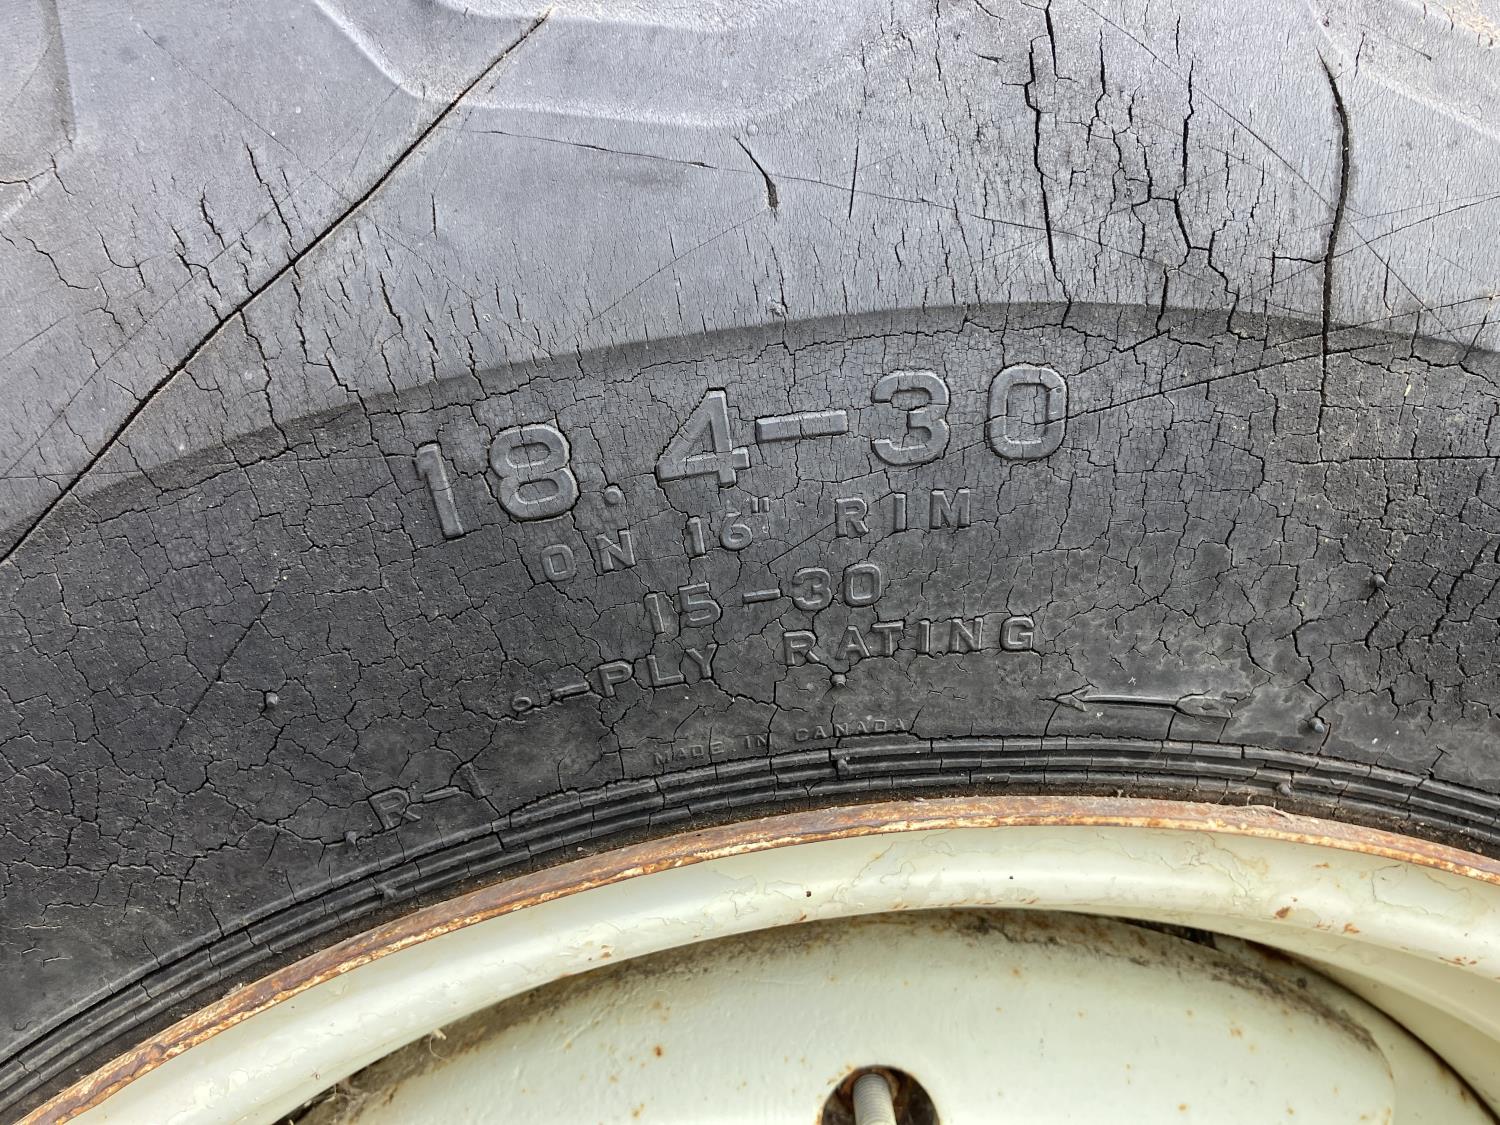 18.4-30
ON 16" RIM
15-30
-PLY RATING
MADE IN CANADA
R-1